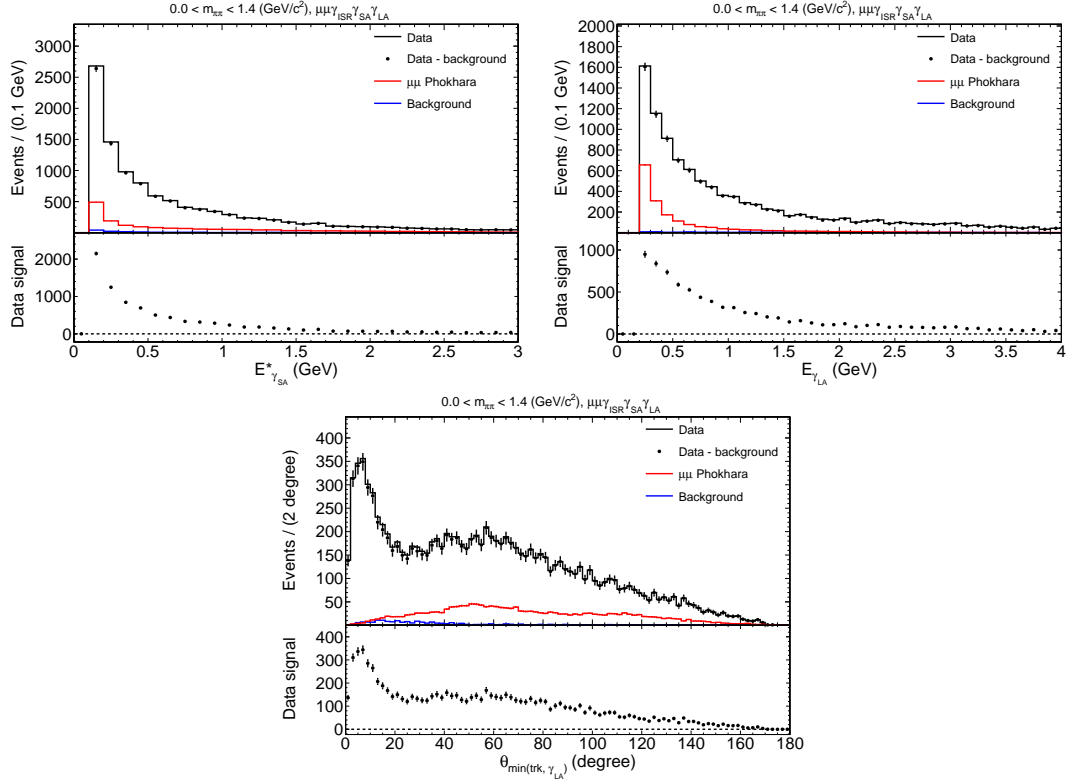 0.0 < m_ππ < 1.4 (GeV/c²), μμγ_ISR γ_SA γ_LA
Events / (0.1 GeV)
3000
2500
2000
1500
1000
500
Data
Data - background
μμ Phokhara
Background
Data signal
2000
1000
0
0 0.5 1 1.5 2 2.5 3
E*_γSA (GeV)
0.0 < m_ππ < 1.4 (GeV/c²), μμγ_ISR γ_SA γ_LA
Events / (0.1 GeV)
2000
1800
1600
1400
1200
1000
800
600
400
200
Data
Data - background
μμ Phokhara
Background
Data signal
1000
500
0
0 0.5 1 1.5 2 2.5 3 3.5 4
E_γLA (GeV)
0.0 < m_ππ < 1.4 (GeV/c²), μμγ_ISR γ_SA γ_LA
Events / (2 degree)
400
350
300
250
200
150
100
50
Data
Data - background
μμ Phokhara
Background
Data signal
400
300
200
100
0
0 20 40 60 80 100 120 140 160 180
θ_min(trk, γ_LA) (degree)